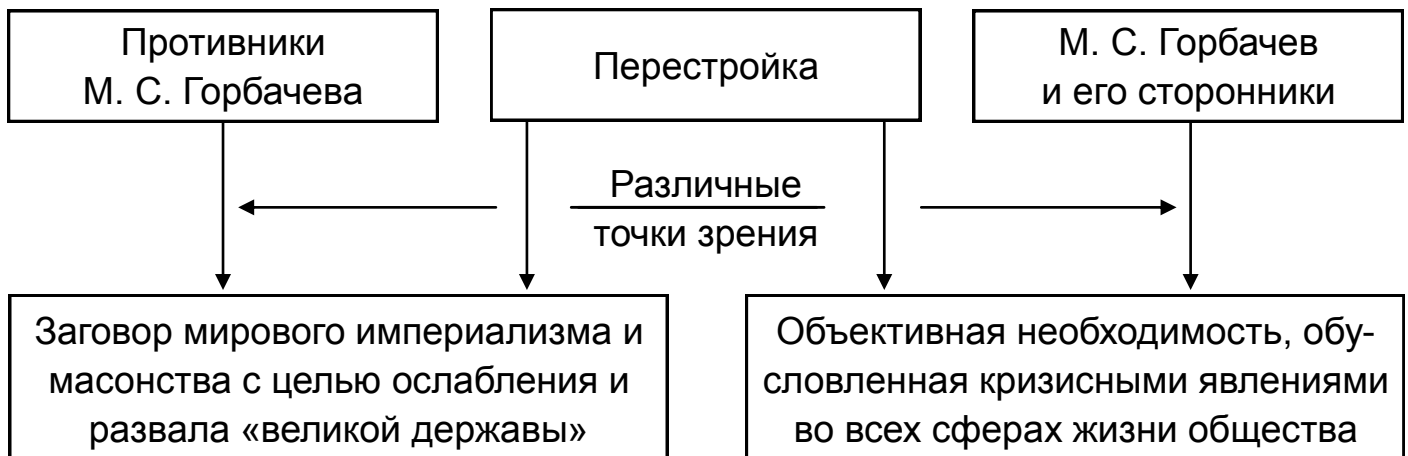 Противники
М. С. Горбачева
Перестройка
М. С. Горбачев
и его сторонники
Различные
точки зрения
Заговор мирового империализма и
масонства с целью ослабления и
развала «великой державы»
Объективная необходимость, обу-
словленная кризисными явлениями
во всех сферах жизни общества